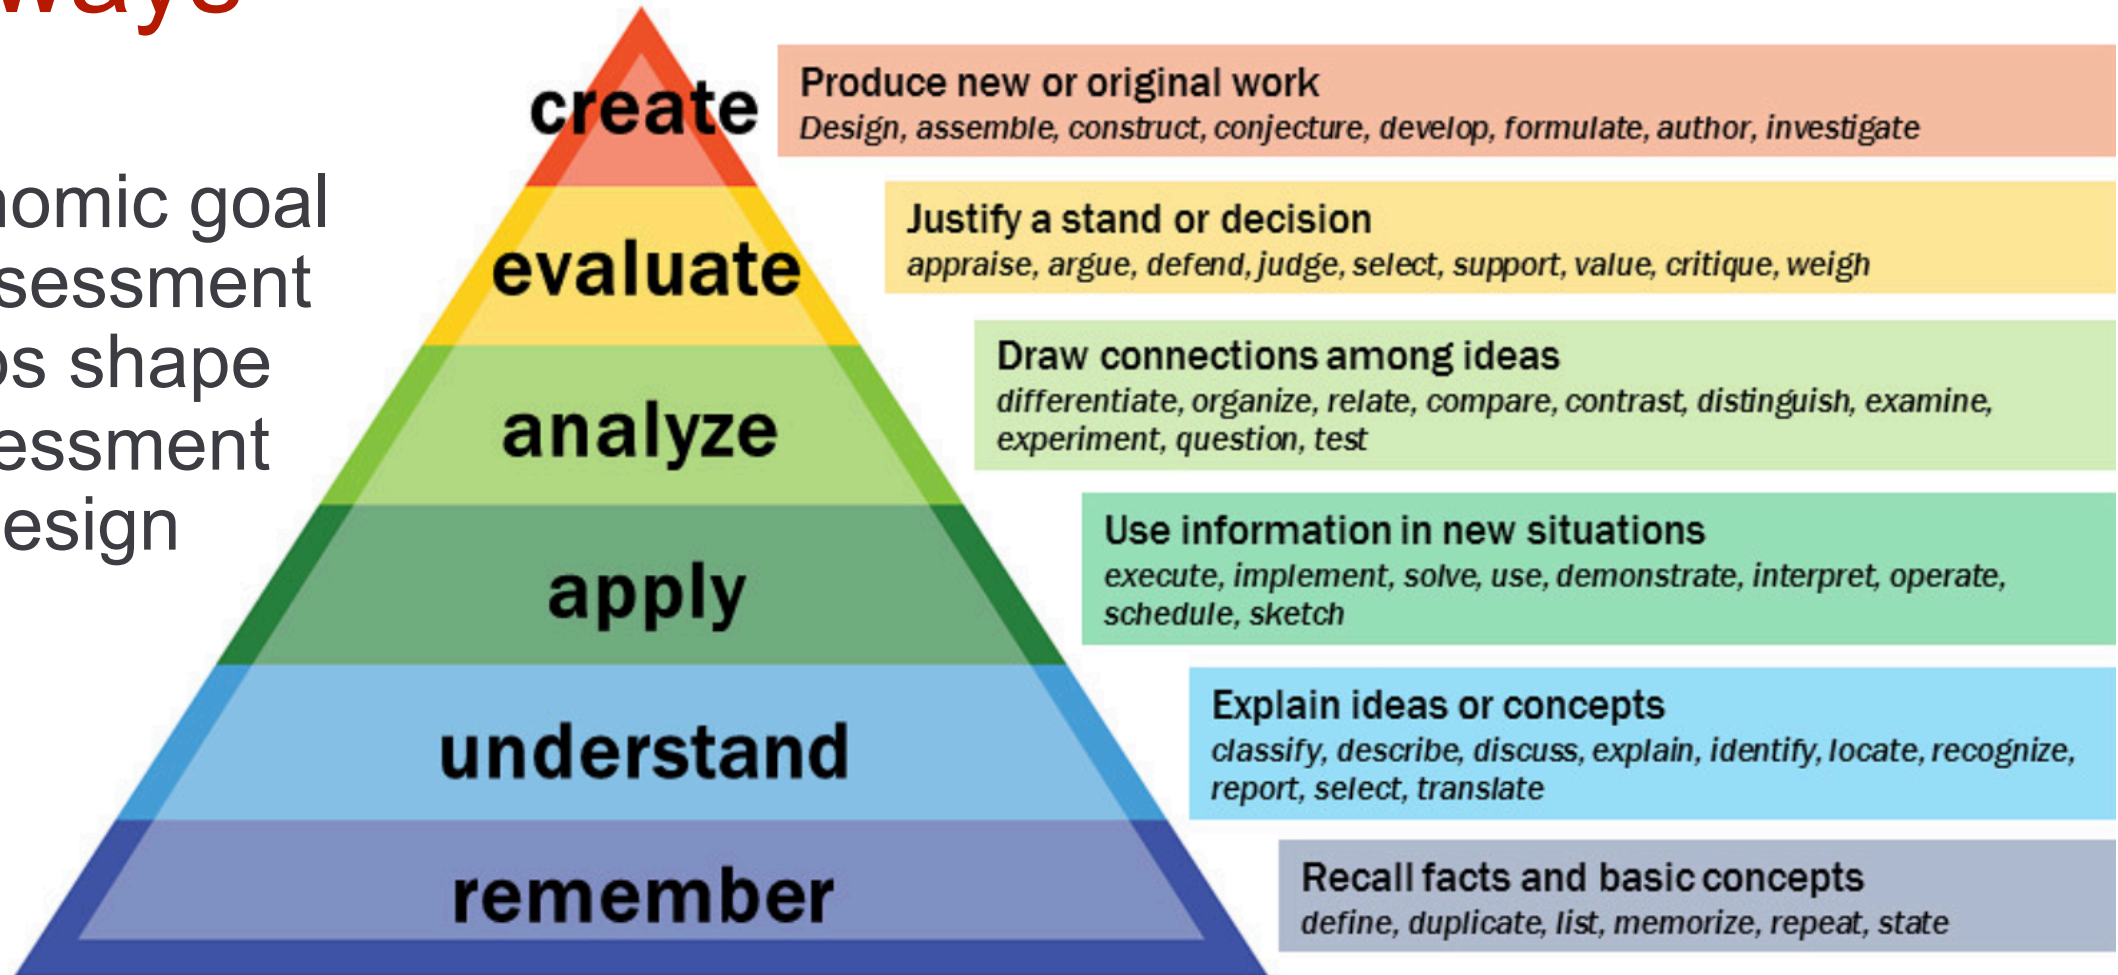 ways
nomic goal
sessment
os shape
essment
esign
create
Produce new or original work
Design, assemble, construct, conjecture, develop, formulate, author, investigate
evaluate
Justify a stand or decision
appraise, argue, defend, judge, select, support, value, critique, weigh
analyze
Draw connections among ideas
differentiate, organize, relate, compare, contrast, distinguish, examine,
experiment, question, test
apply
Use information in new situations
execute, implement, solve, use, demonstrate, interpret, operate,
schedule, sketch
understand
Explain ideas or concepts
classify, describe, discuss, explain, identify, locate, recognize,
report, select, translate
remember
Recall facts and basic concepts
define, duplicate, list, memorize, repeat, state